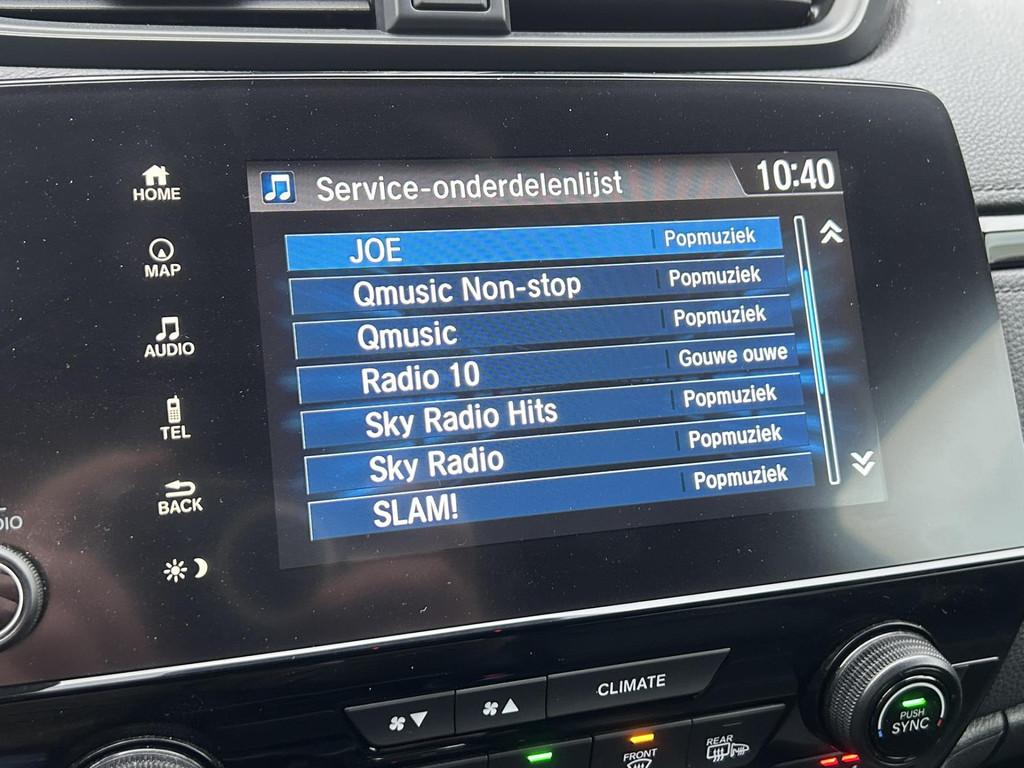 Service-onderdelenlijst 10:40
JOE Popmuziek
Qmusic Non-stop Popmuziek
Qmusic Popmuziek
Radio 10 Gouwe ouwe
Sky Radio Hits Popmuziek
Sky Radio Popmuziek
SLAM! Popmuziek
HOME
MAP
AUDIO
TEL
BACK
CLIMATE
PUSH
SYNC
FRONT
REAR